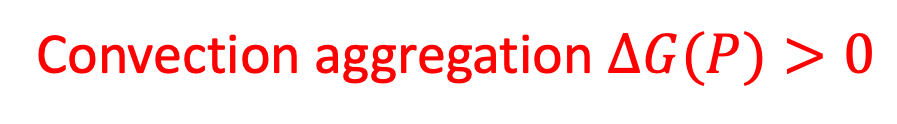 Convection aggregation ΔG(P) > 0